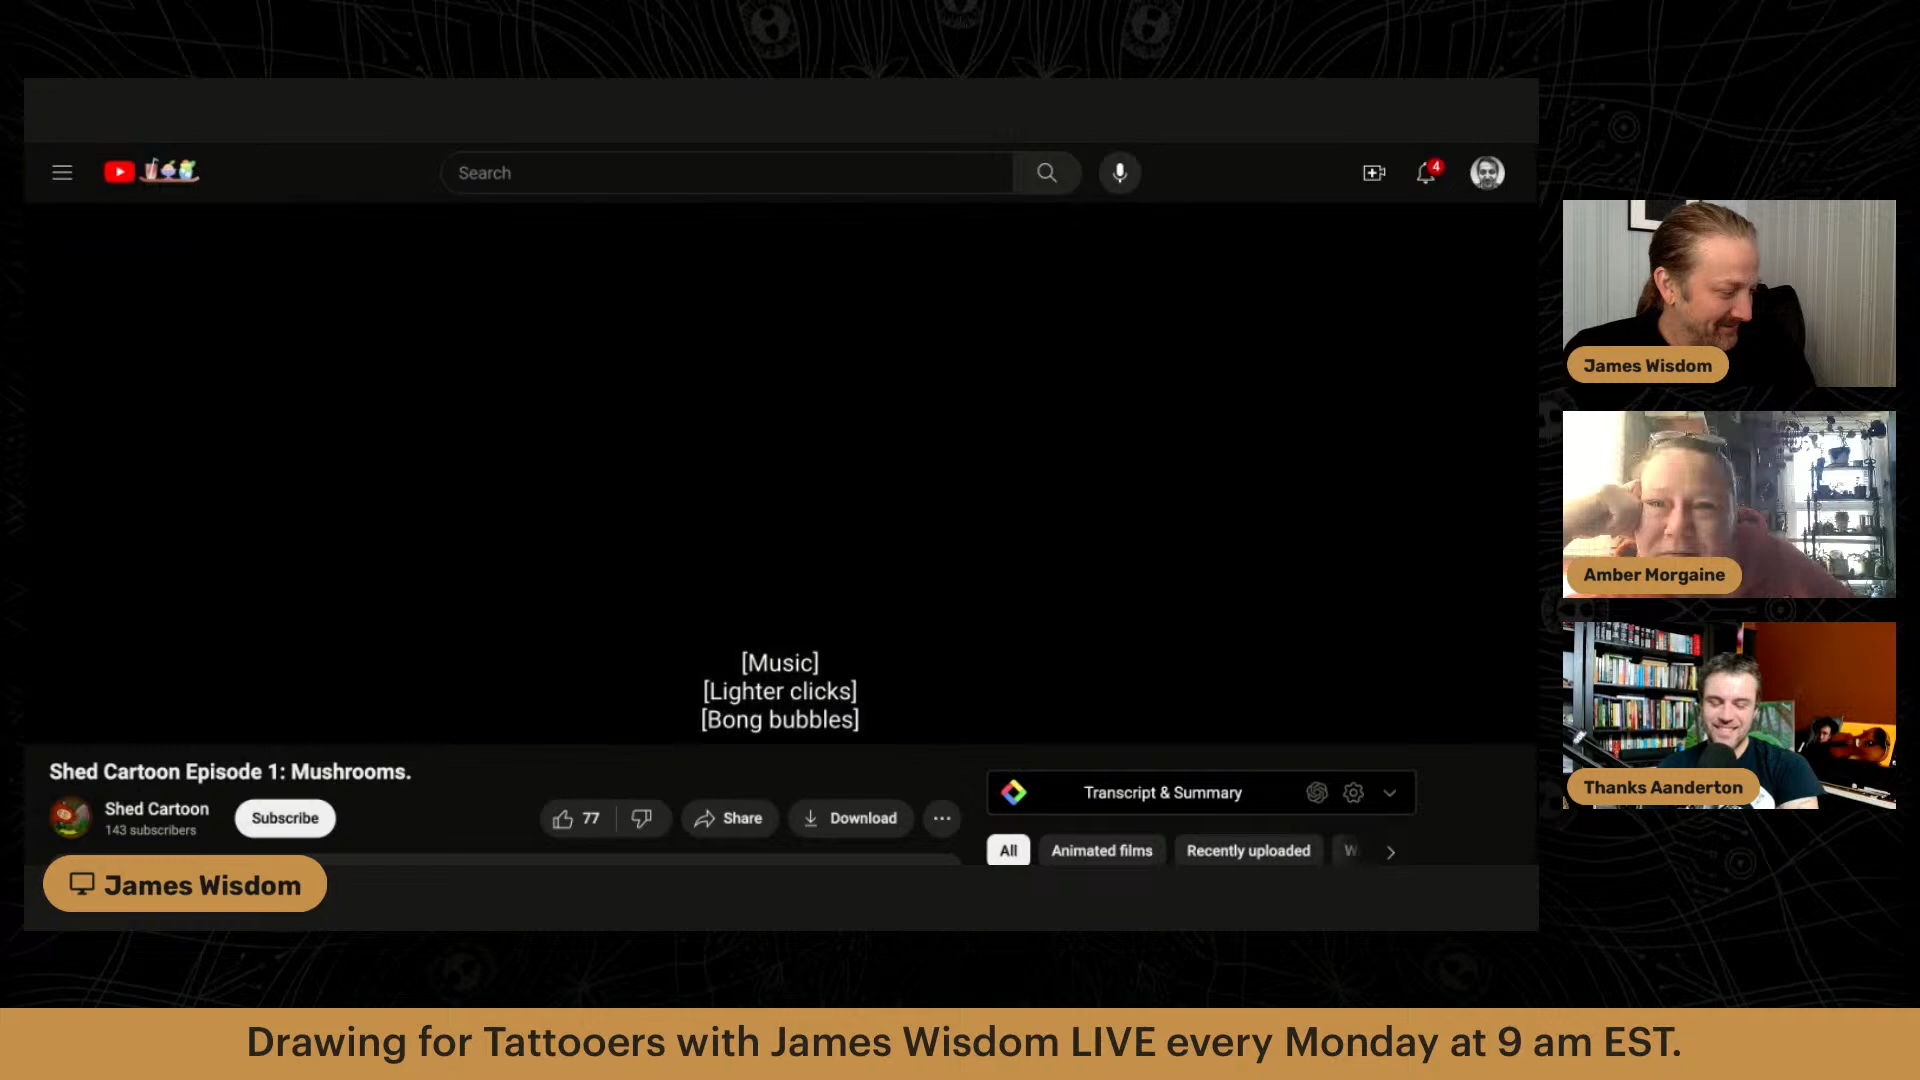 Search
4
[Music]
[Lighter clicks]
[Bong bubbles]
Shed Cartoon Episode 1: Mushrooms.
Shed Cartoon
143 subscribers
Subscribe
77
Share
Download
Transcript & Summary
All
Animated films
Recently uploaded
James Wisdom
James Wisdom
Amber Morgaine
Thanks Aanderton
Drawing for Tattooers with James Wisdom LIVE every Monday at 9 am EST.